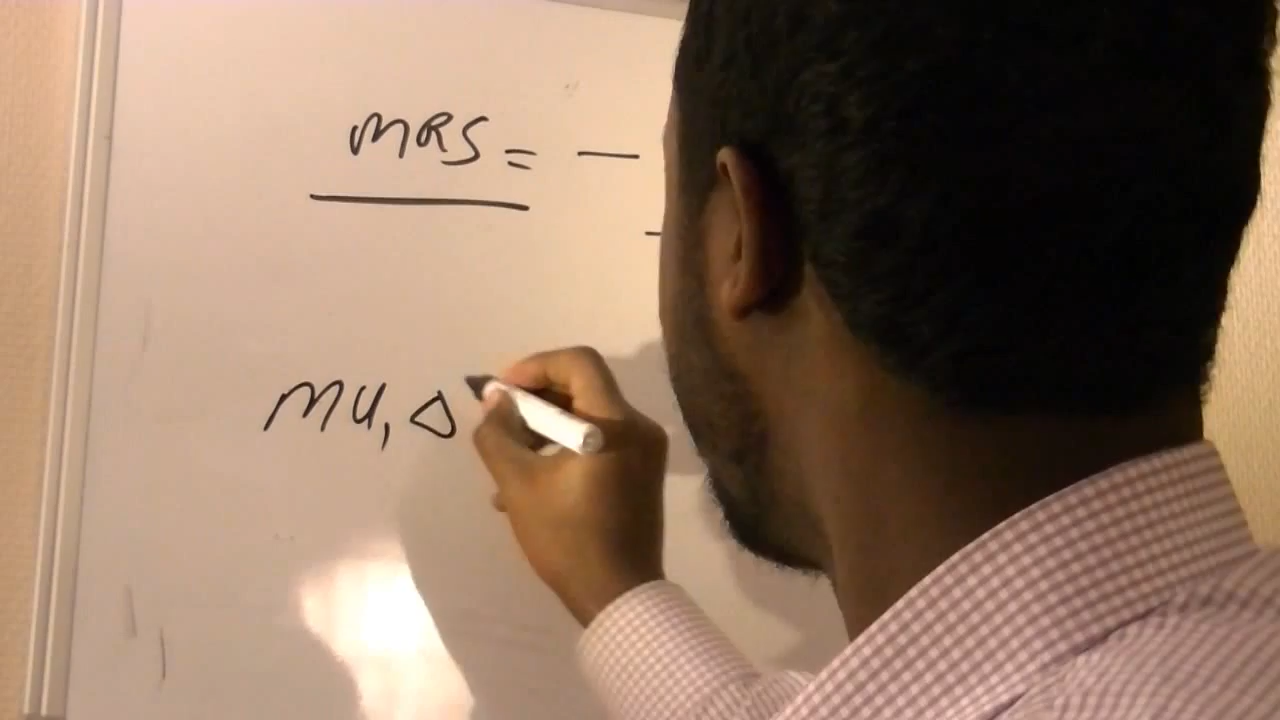 MRS = -
MU, Δ